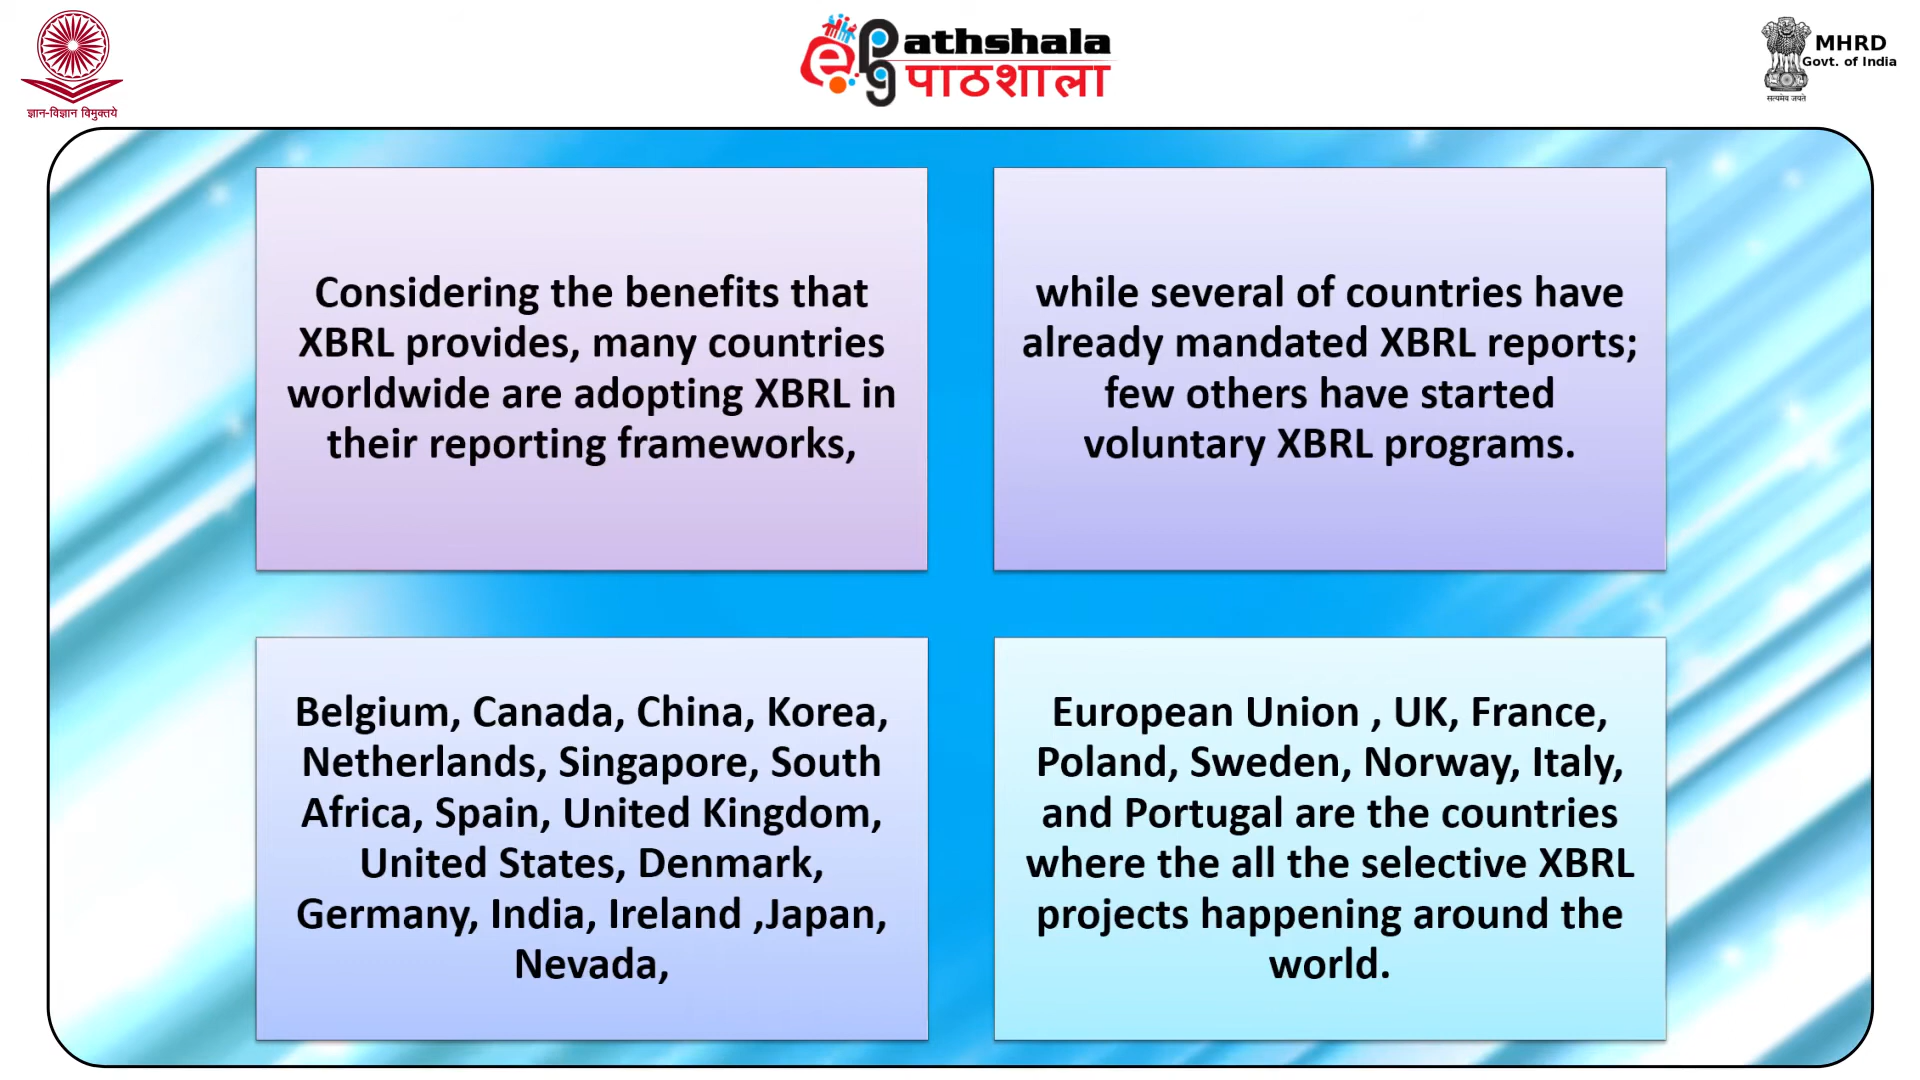 ज्ञान-विज्ञान विमुक्तये
epg
athshala
पाठशाला
MHRD
Govt. of India
सत्यमेव जयते
Considering the benefits that
XBRL provides, many countries
worldwide are adopting XBRL in
their reporting frameworks,
while several of countries have
already mandated XBRL reports;
few others have started
voluntary XBRL programs.
Belgium, Canada, China, Korea,
Netherlands, Singapore, South
Africa, Spain, United Kingdom,
United States, Denmark,
Germany, India, Ireland ,Japan,
Nevada,
European Union , UK, France,
Poland, Sweden, Norway, Italy,
and Portugal are the countries
where the all the selective XBRL
projects happening around the
world.